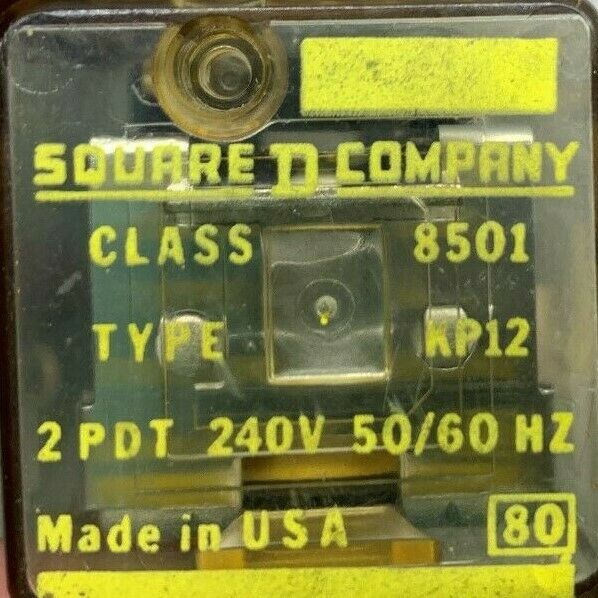 SQUARE D COMPANY
CLASS 8501
TYPE KP12
2 PDT 240V 50/60 HZ
Made in USA 80